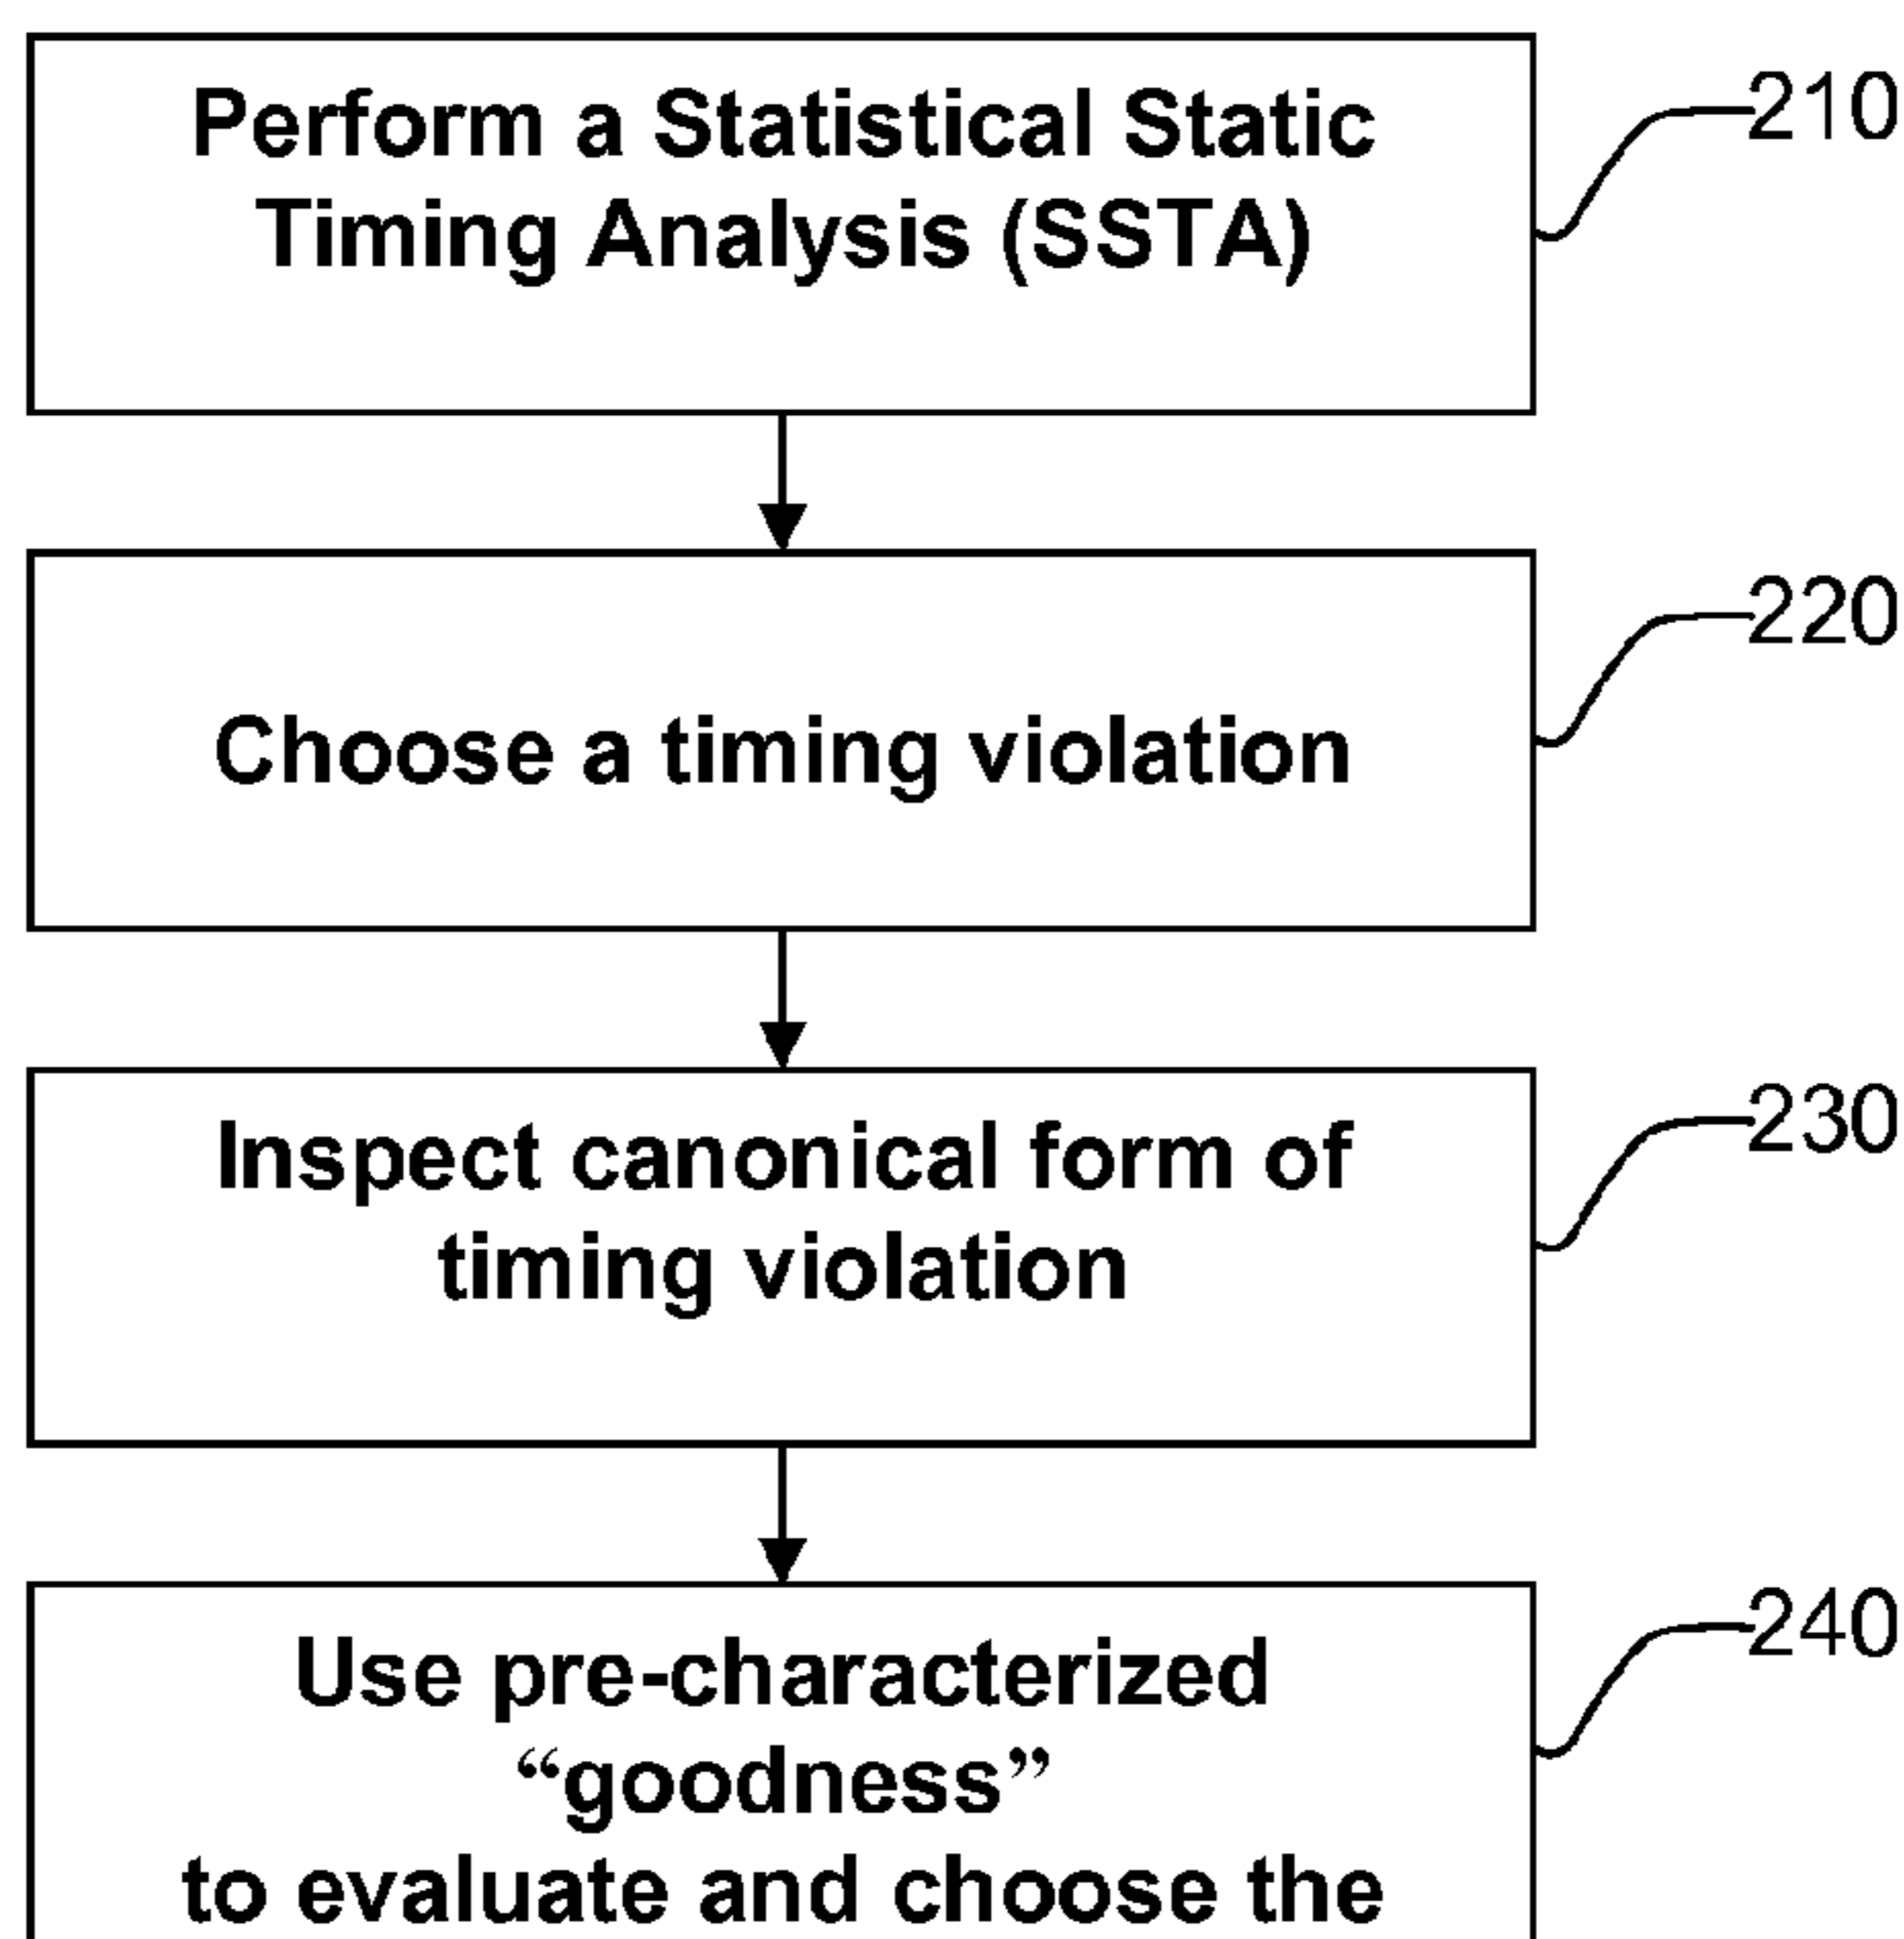 Perform a Statistical Static
Timing Analysis (SSTA)
210
Choose a timing violation
220
Inspect canonical form of
timing violation
230
Use pre-characterized
“goodness”
to evaluate and choose the
240